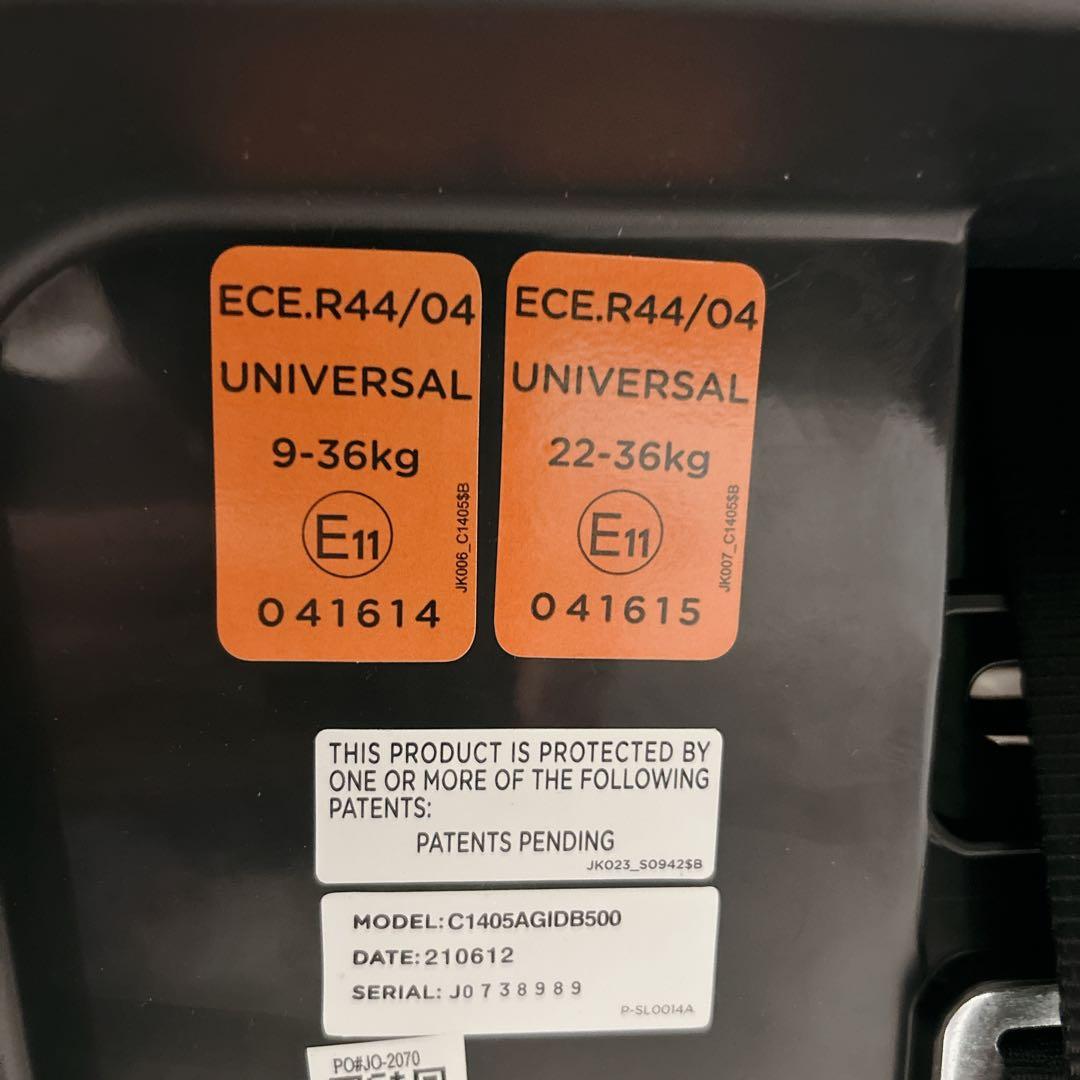 ECE.R44/04
UNIVERSAL
9-36kg
E11
041614
JK006_C1405$B
ECE.R44/04
UNIVERSAL
22-36kg
E11
041615
JK007_C1405$B
THIS PRODUCT IS PROTECTED BY
ONE OR MORE OF THE FOLLOWING
PATENTS:
PATENTS PENDING
JK023_S0942$B
MODEL:C1405AGIDB500
DATE:210612
SERIAL: J0738989
P-SL0014A
PO#JO-2070